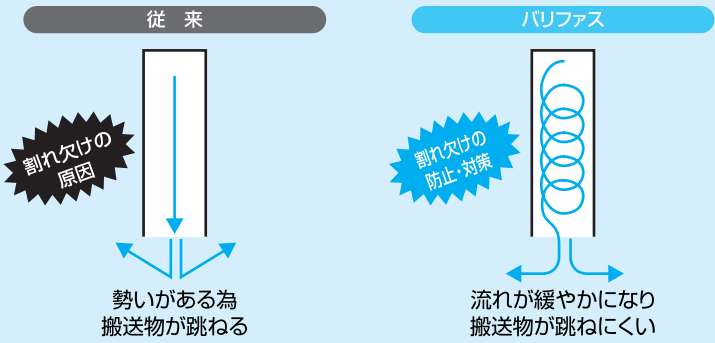 従来
割れ欠けの
原因
勢いがある為
搬送物が跳ねる
バリファス
割れ欠けの
防止・対策
流れが緩やかになり
搬送物が跳ねにくい